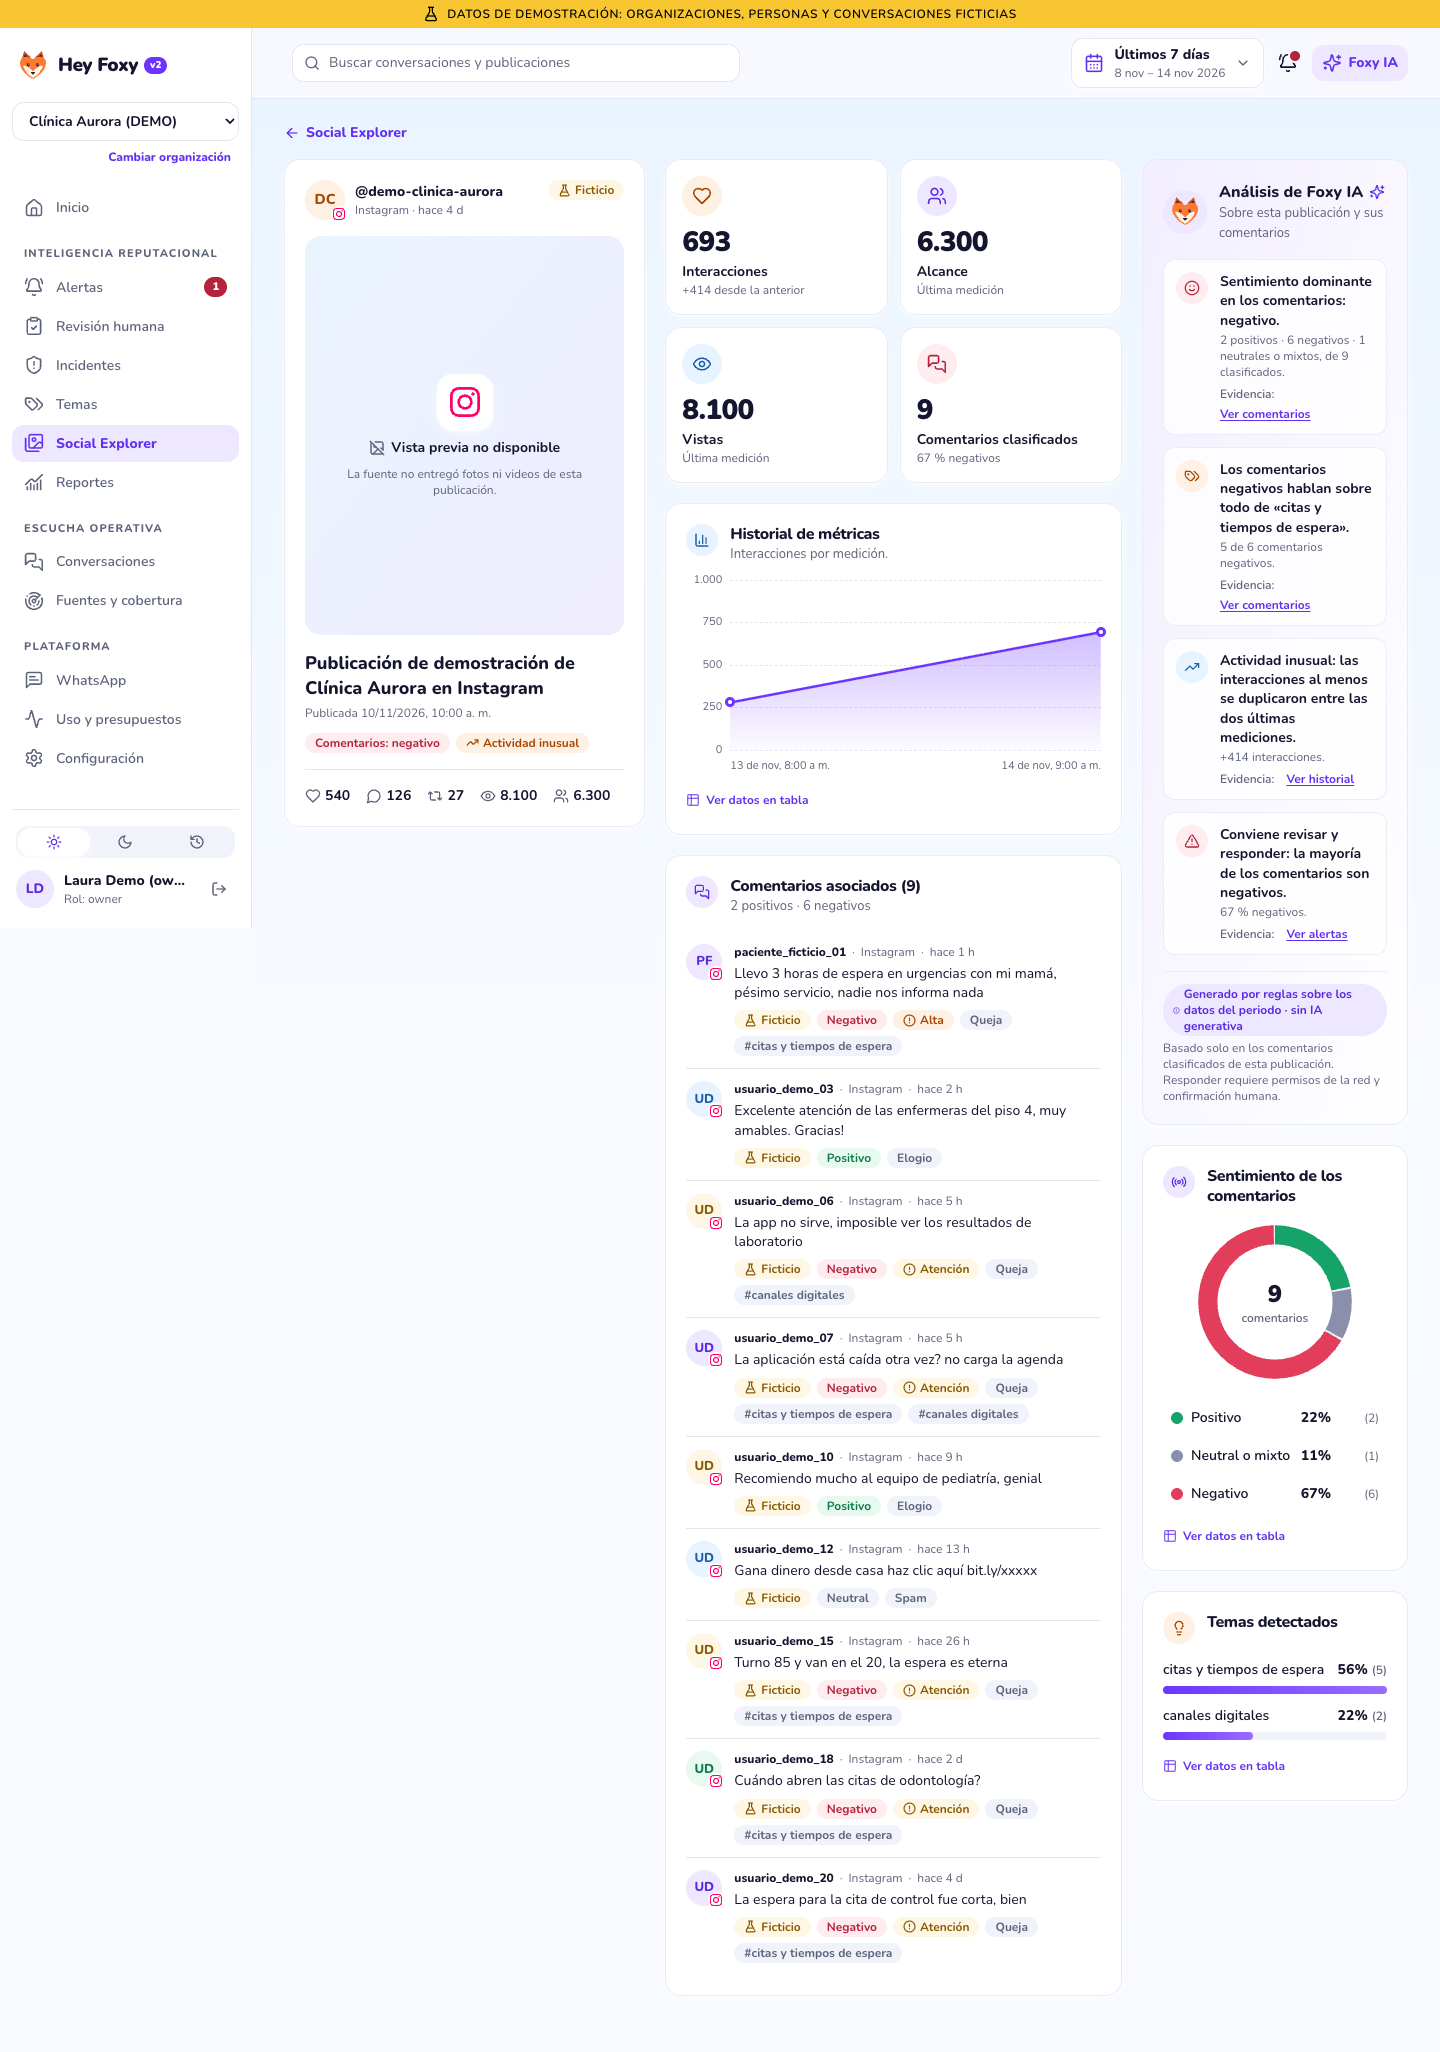 DATOS DE DEMOSTRACIÓN: ORGANIZACIONES, PERSONAS Y CONVERSACIONES FICTICIAS
Hey Foxy v2
Clínica Aurora (DEMO)
Cambiar organización
Inicio
INTELIGENCIA REPUTACIONAL
Alertas 1
Revisión humana
Incidentes
Temas
Social Explorer
Reportes
ESCUCHA OPERATIVA
Conversaciones
Fuentes y cobertura
PLATAFORMA
WhatsApp
Uso y presupuestos
Configuración
LD
Laura Demo (ow...
Rol: owner
Buscar conversaciones y publicaciones
Últimos 7 días
8 nov – 14 nov 2026
Foxy IA
Social Explorer
DC
@demo-clinica-aurora
Instagram · hace 4 d
Ficticio
Vista previa no disponible
La fuente no entregó fotos ni videos de esta
publicación.
Publicación de demostración de
Clínica Aurora en Instagram
Publicada 10/11/2026, 10:00 a. m.
Comentarios: negativo
Actividad inusual
540 126 27 8.100 6.300
693
Interacciones
+414 desde la anterior
6.300
Alcance
Última medición
8.100
Vistas
Última medición
9
Comentarios clasificados
67 % negativos
Historial de métricas
Interacciones por medición.
1.000
750
500
250
0
13 de nov, 8:00 a m.
14 de nov, 9:00 a m.
Ver datos en tabla
Comentarios asociados (9)
2 positivos · 6 negativos
PF
paciente_ficticio_01 · Instagram · hace 1 h
Llevo 3 horas de espera en urgencias con mi mamá,
pésimo servicio, nadie nos informa nada
Ficticio Negativo Alta Queja
#citas y tiempos de espera
UD
usuario_demo_03 · Instagram · hace 2 h
Excelente atención de las enfermeras del piso 4, muy
amables. Gracias!
Ficticio Positivo Elogio
UD
usuario_demo_06 · Instagram · hace 5 h
La app no sirve, imposible ver los resultados de
laboratorio
Ficticio Negativo Atención Queja
#canales digitales
UD
usuario_demo_07 · Instagram · hace 5 h
La aplicación está caída otra vez? no carga la agenda
Ficticio Negativo Atención Queja
#citas y tiempos de espera #canales digitales
UD
usuario_demo_10 · Instagram · hace 9 h
Recomiendo mucho al equipo de pediatría, genial
Ficticio Positivo Elogio
UD
usuario_demo_12 · Instagram · hace 13 h
Gana dinero desde casa haz clic aquí bit.ly/xxxxx
Ficticio Neutral Spam
UD
usuario_demo_15 · Instagram · hace 26 h
Turno 85 y van en el 20, la espera es eterna
Ficticio Negativo Atención Queja
#citas y tiempos de espera
UD
usuario_demo_18 · Instagram · hace 2 d
Cuándo abren las citas de odontología?
Ficticio Negativo Atención Queja
#citas y tiempos de espera
UD
usuario_demo_20 · Instagram · hace 4 d
La espera para la cita de control fue corta, bien
Ficticio Negativo Atención Queja
#citas y tiempos de espera
Análisis de Foxy IA
Sobre esta publicación y sus
comentarios
Sentimiento dominante
en los comentarios:
negativo.
2 positivos · 6 negativos · 1
neutrales o mixtos, de 9
clasificados.
Evidencia:
Ver comentarios
Los comentarios
negativos hablan sobre
todo de «citas y
tiempos de espera».
5 de 6 comentarios
negativos.
Evidencia:
Ver comentarios
Actividad inusual: las
interacciones al menos
se duplicaron entre las
dos últimas
mediciones.
+414 interacciones.
Evidencia: Ver historial
Conviene revisar y
responder: la mayoría
de los comentarios son
negativos.
67 % negativos.
Evidencia: Ver alertas
Generado por reglas sobre los
datos del periodo · sin IA
generativa
Basado solo en los comentarios
clasificados de esta publicación.
Responder requiere permisos de la red y
confirmación humana.
Sentimiento de los
comentarios
9
comentarios
Positivo 22% (2)
Neutral o mixto 11% (1)
Negativo 67% (6)
Ver datos en tabla
Temas detectados
citas y tiempos de espera 56% (5)
canales digitales 22% (2)
Ver datos en tabla